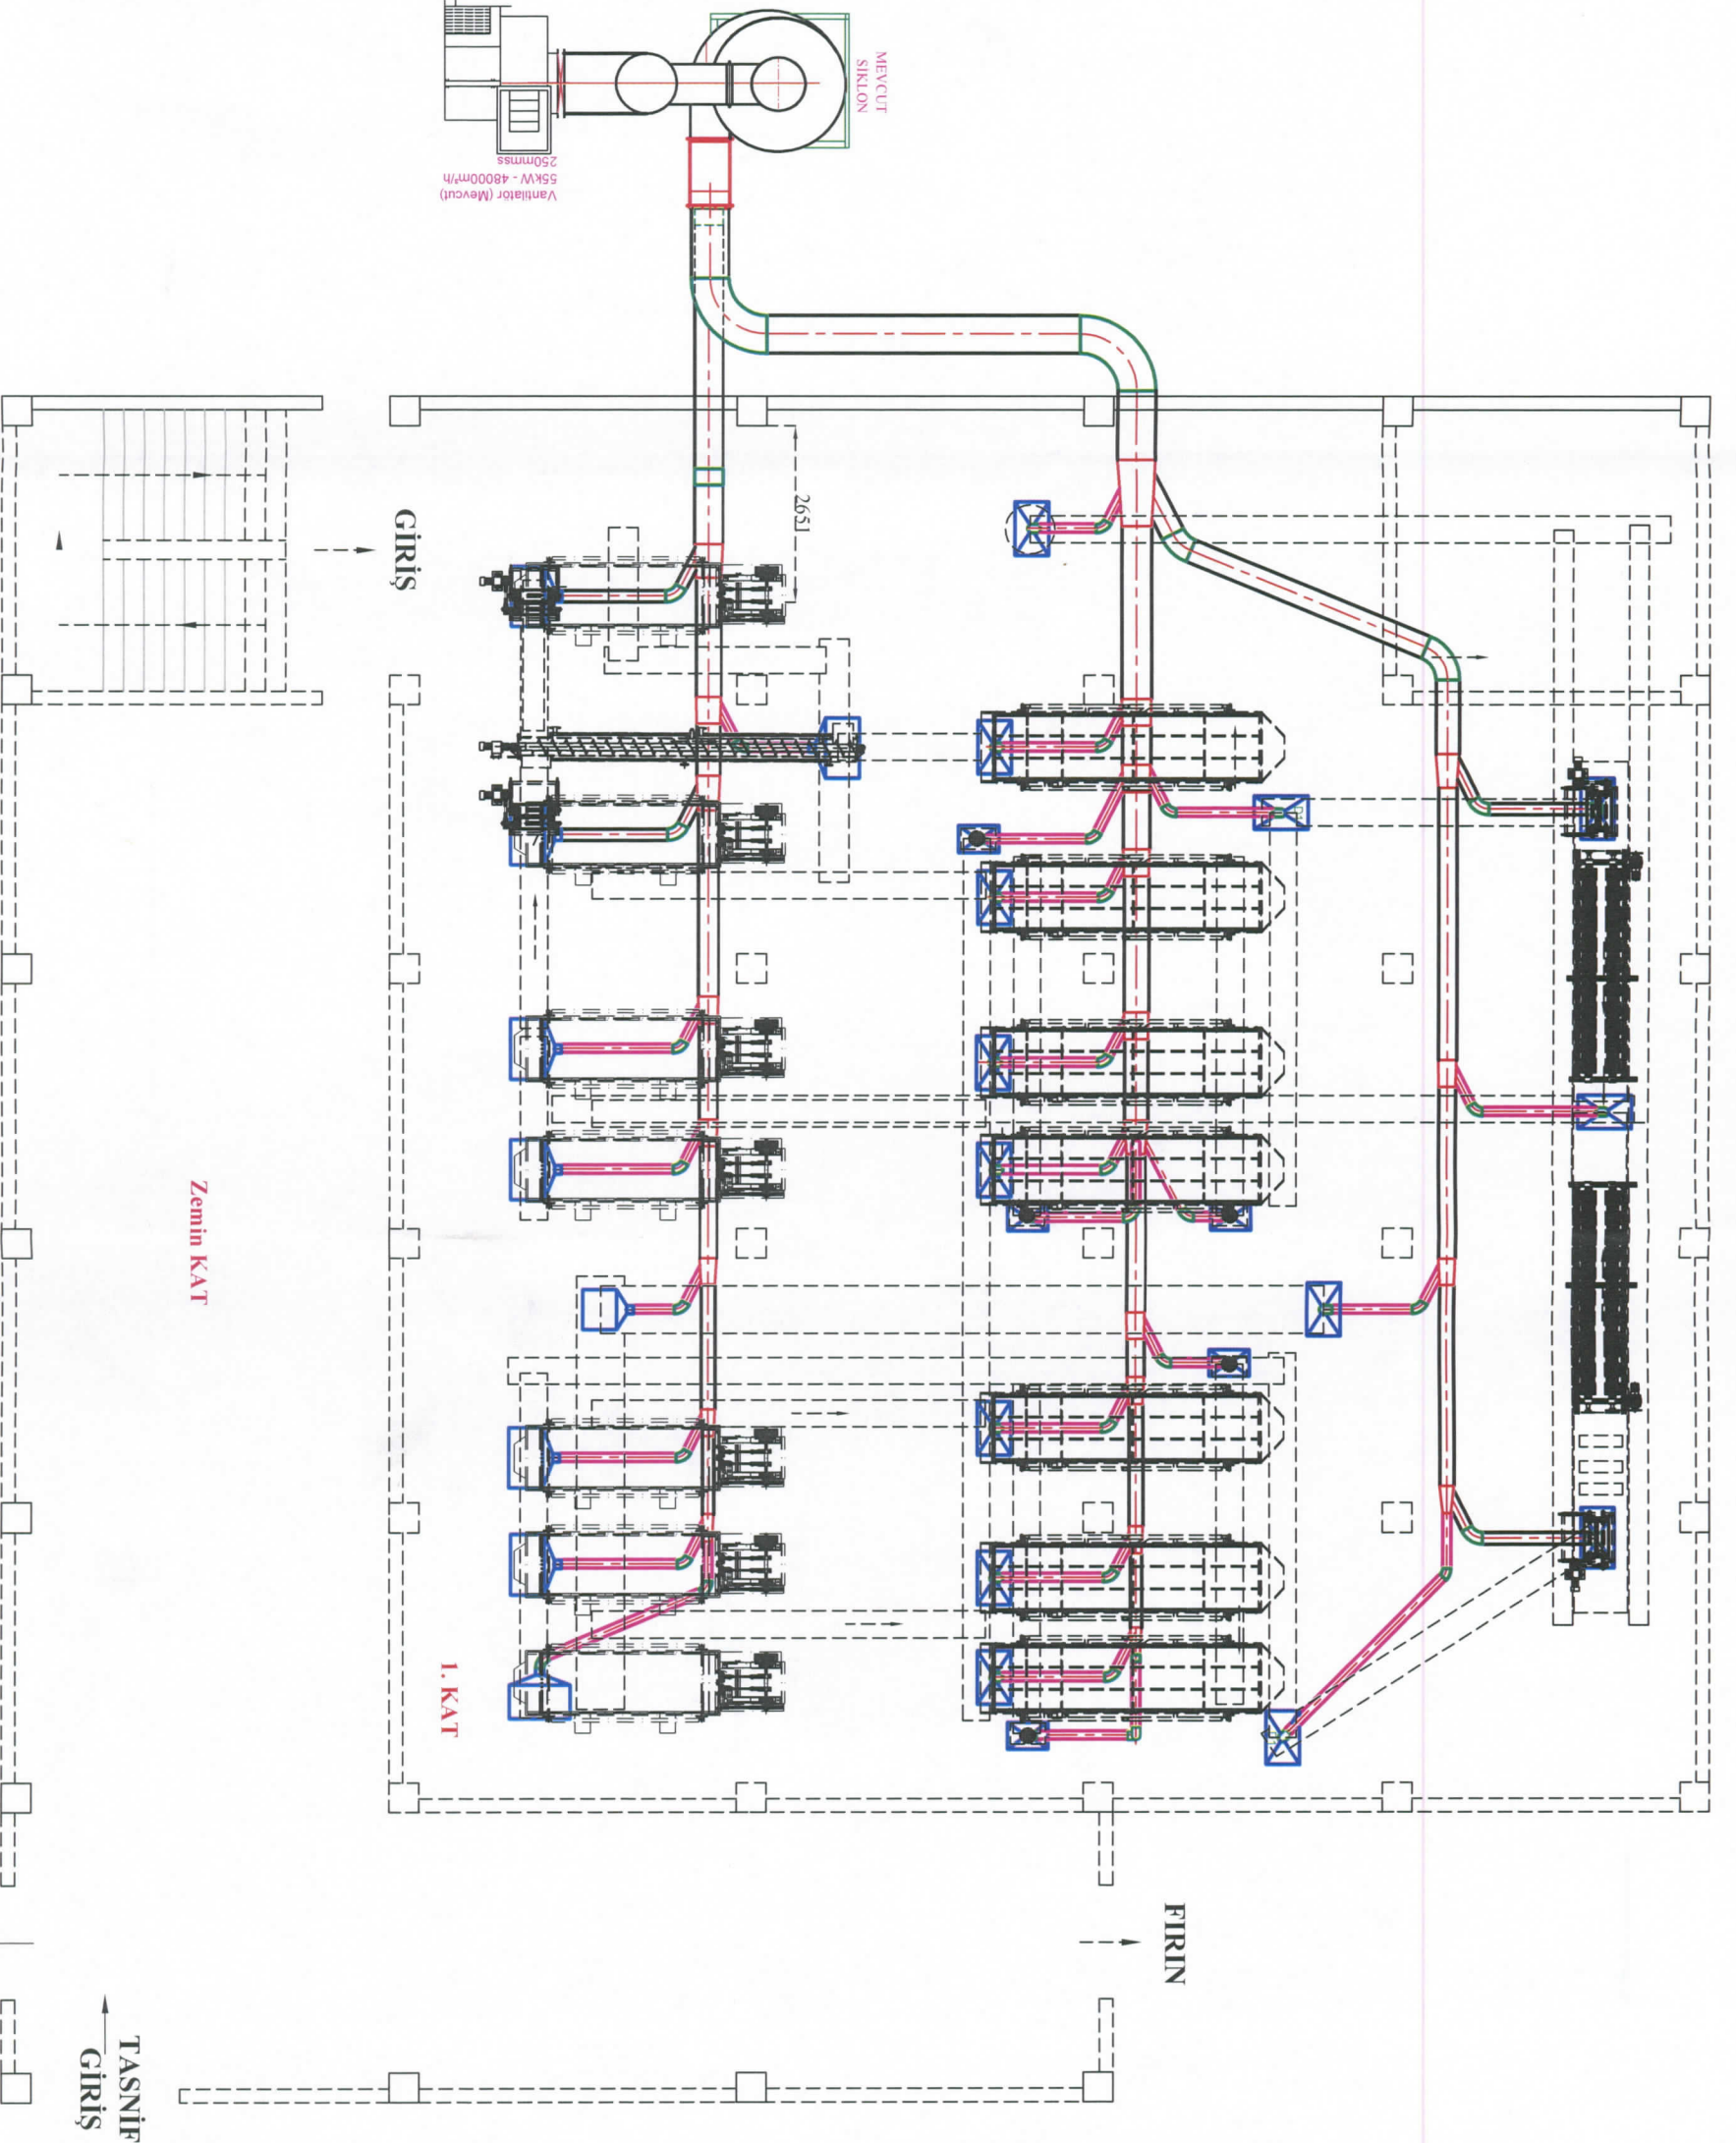 MEVCUT
SİKLON
Vantilatör (Mevcut)
55kW - 48000m³/h
250mmss
2651
GİRİŞ
Zemin KAT
1. KAT
FIRIN
TASNİF
GİRİŞ